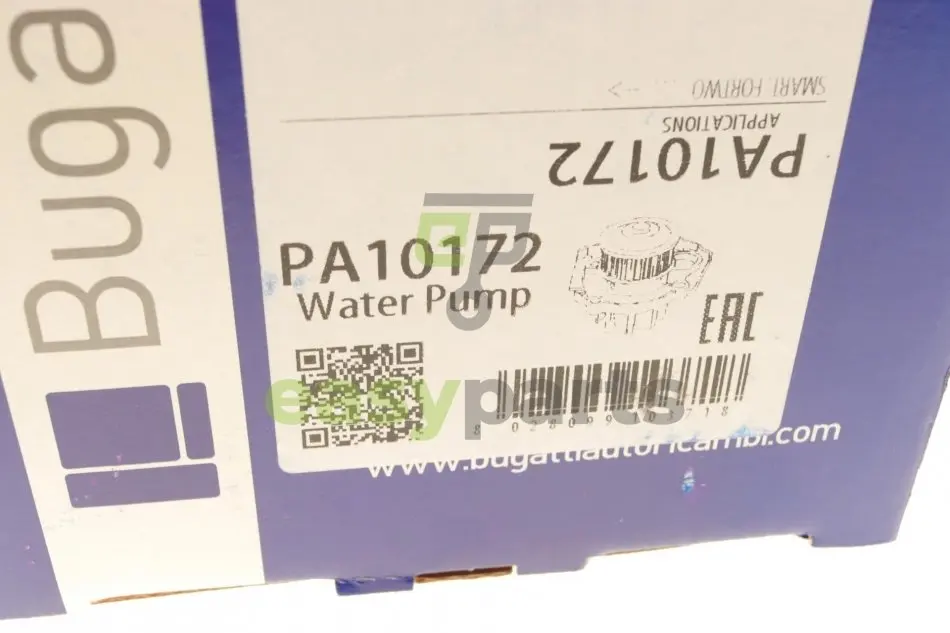 Buga
SMART FORTWO --->
APPLICATIONS
PA10172
PA10172
Water Pump
EAC
easyparts
www.bugattiautoricambi.com